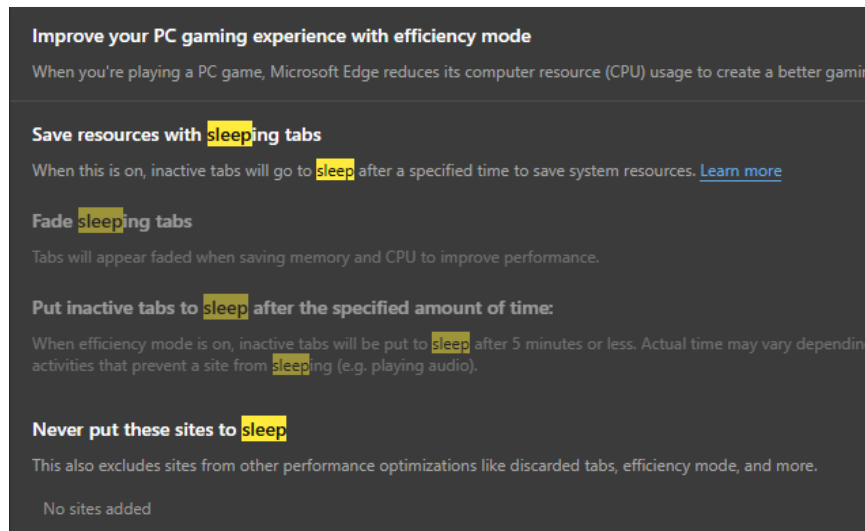 Improve your PC gaming experience with efficiency mode
When you're playing a PC game, Microsoft Edge reduces its computer resource (CPU) usage to create a better
Save resources with sleeping tabs
When this is on, inactive tabs will go to sleep after a specified time to save system resources. Learn more
Fade sleeping tabs
Tabs will appear faded when saving memory and CPU to improve performance.
Put inactive tabs to sleep after the specified amount of time:
When efficiency mode is on, inactive tabs will be put to sleep after 5 minutes or less. Actual time may vary
activities that prevent a site from sleeping (e.g. playing audio).
Never put these sites to sleep
This also excludes sites from other performance optimizations like discarded tabs, efficiency mode, and more.
No sites added